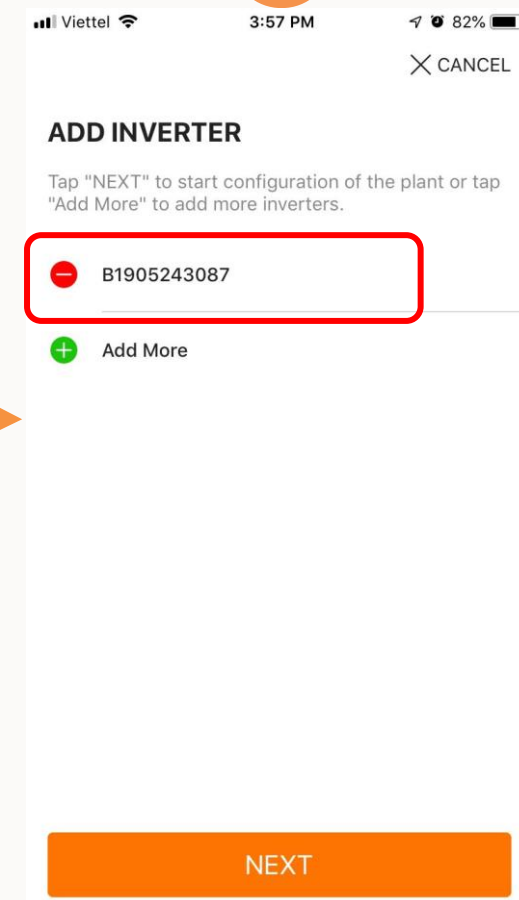 Viettel 3:57 PM 82%
CANCEL
ADD INVERTER
Tap "NEXT" to start configuration of the plant or tap
"Add More" to add more inverters.
B1905243087
Add More
NEXT